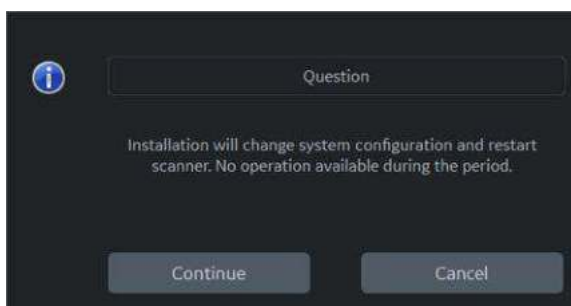 Question
Installation will change system configuration and restart
scanner. No operation available during the period.
Continue
Cancel